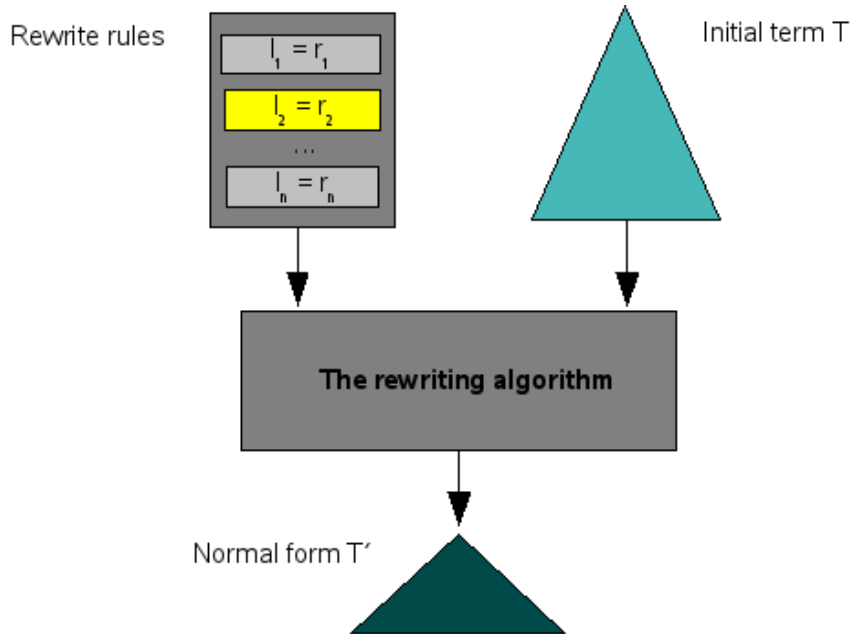 Rewrite rules
l₁ = r₁
l₂ = r₂
...
lₙ = rₙ
Initial term T
The rewriting algorithm
Normal form T′